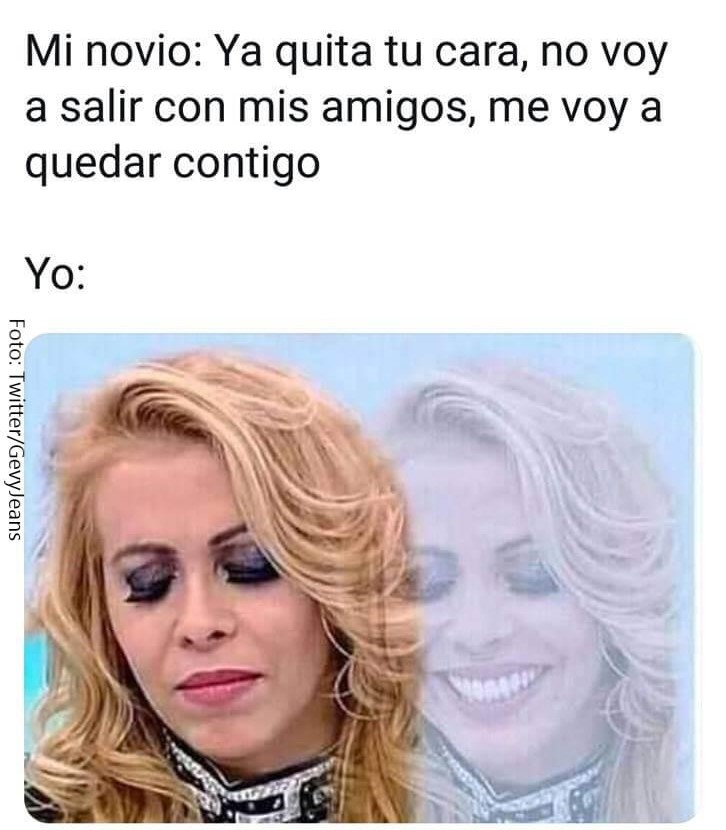 Mi novio: Ya quita tu cara, no voy
a salir con mis amigos, me voy a
quedar contigo
Yo:
Foto: Twitter/GevyJeans